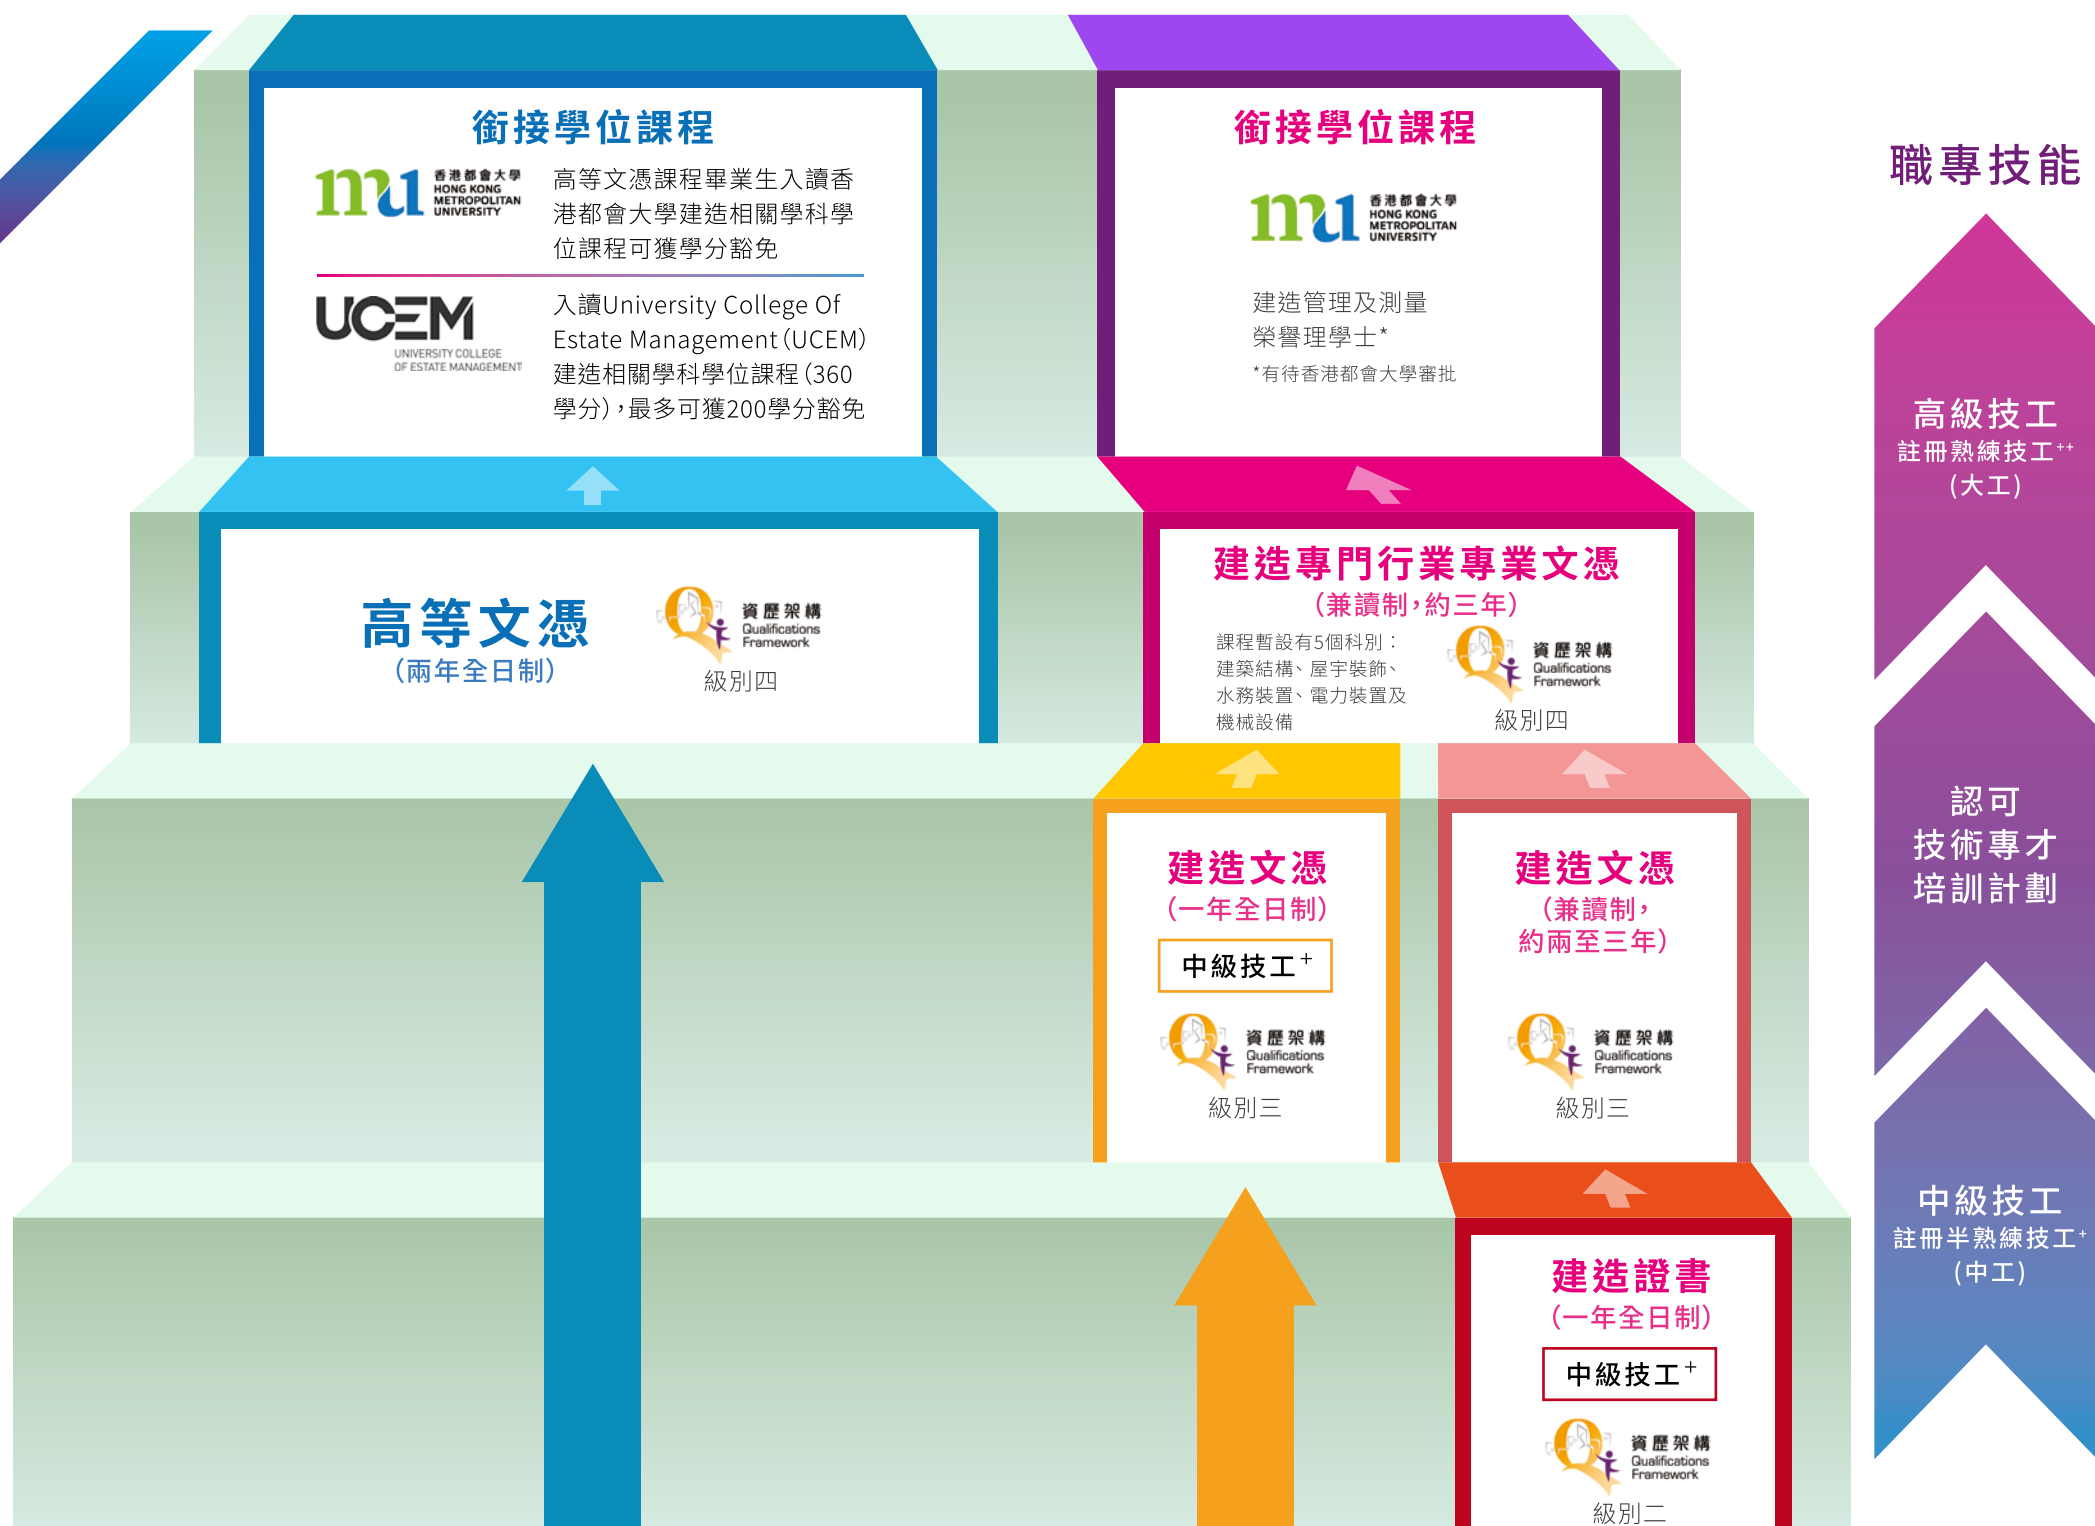 銜接學位課程
香港都會大學
HONG KONG
METROPOLITAN
UNIVERSITY
高等文憑課程畢業生入讀香
港都會大學建造相關學科學
位課程可獲學分豁免
UCEM
UNIVERSITY COLLEGE
OF ESTATE MANAGEMENT
入讀University College Of
Estate Management（UCEM）
建造相關學科學位課程（360
學分），最多可獲200學分豁免
銜接學位課程
香港都會大學
HONG KONG
METROPOLITAN
UNIVERSITY
建造管理及測量
榮譽理學士*
*有待香港都會大學審批
高等文憑
（兩年全日制）
資歷架構
Qualifications
Framework
級別四
建造專門行業專業文憑
（兼讀制，約三年）
課程暫設有5個科別：
建築結構、屋宇裝飾、
水務裝置、電力裝置及
機械設備
資歷架構
Qualifications
Framework
級別四
建造文憑
（一年全日制）
中級技工+
資歷架構
Qualifications
Framework
級別三
建造文憑
（兼讀制，
約兩至三年）
資歷架構
Qualifications
Framework
級別三
建造證書
（一年全日制）
中級技工+
資歷架構
Qualifications
Framework
級別二
職專技能
高級技工
註冊熟練技工++
(大工)
認可
技術專才
培訓計劃
中級技工
註冊半熟練技工+
(中工)